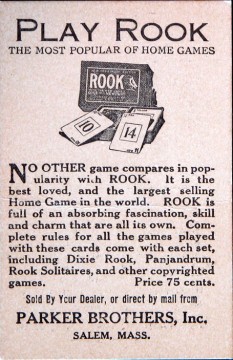 PLAY ROOK
THE MOST POPULAR OF HOME GAMES
ROOK
10
14
NO OTHER game compares in pop-
ularity with ROOK. It is the
best loved, and the largest selling
Home Game in the world. ROOK is
full of an absorbing fascination, skill
and charm that are all its own. Com-
plete rules for all the games played
with these cards come with each set,
including Dixie Rook, Panjandrum,
Rook Solitaires, and other copyrighted
games. Price 75 cents.
Sold By Your Dealer, or direct by mail from
PARKER BROTHERS, Inc.
SALEM, MASS.